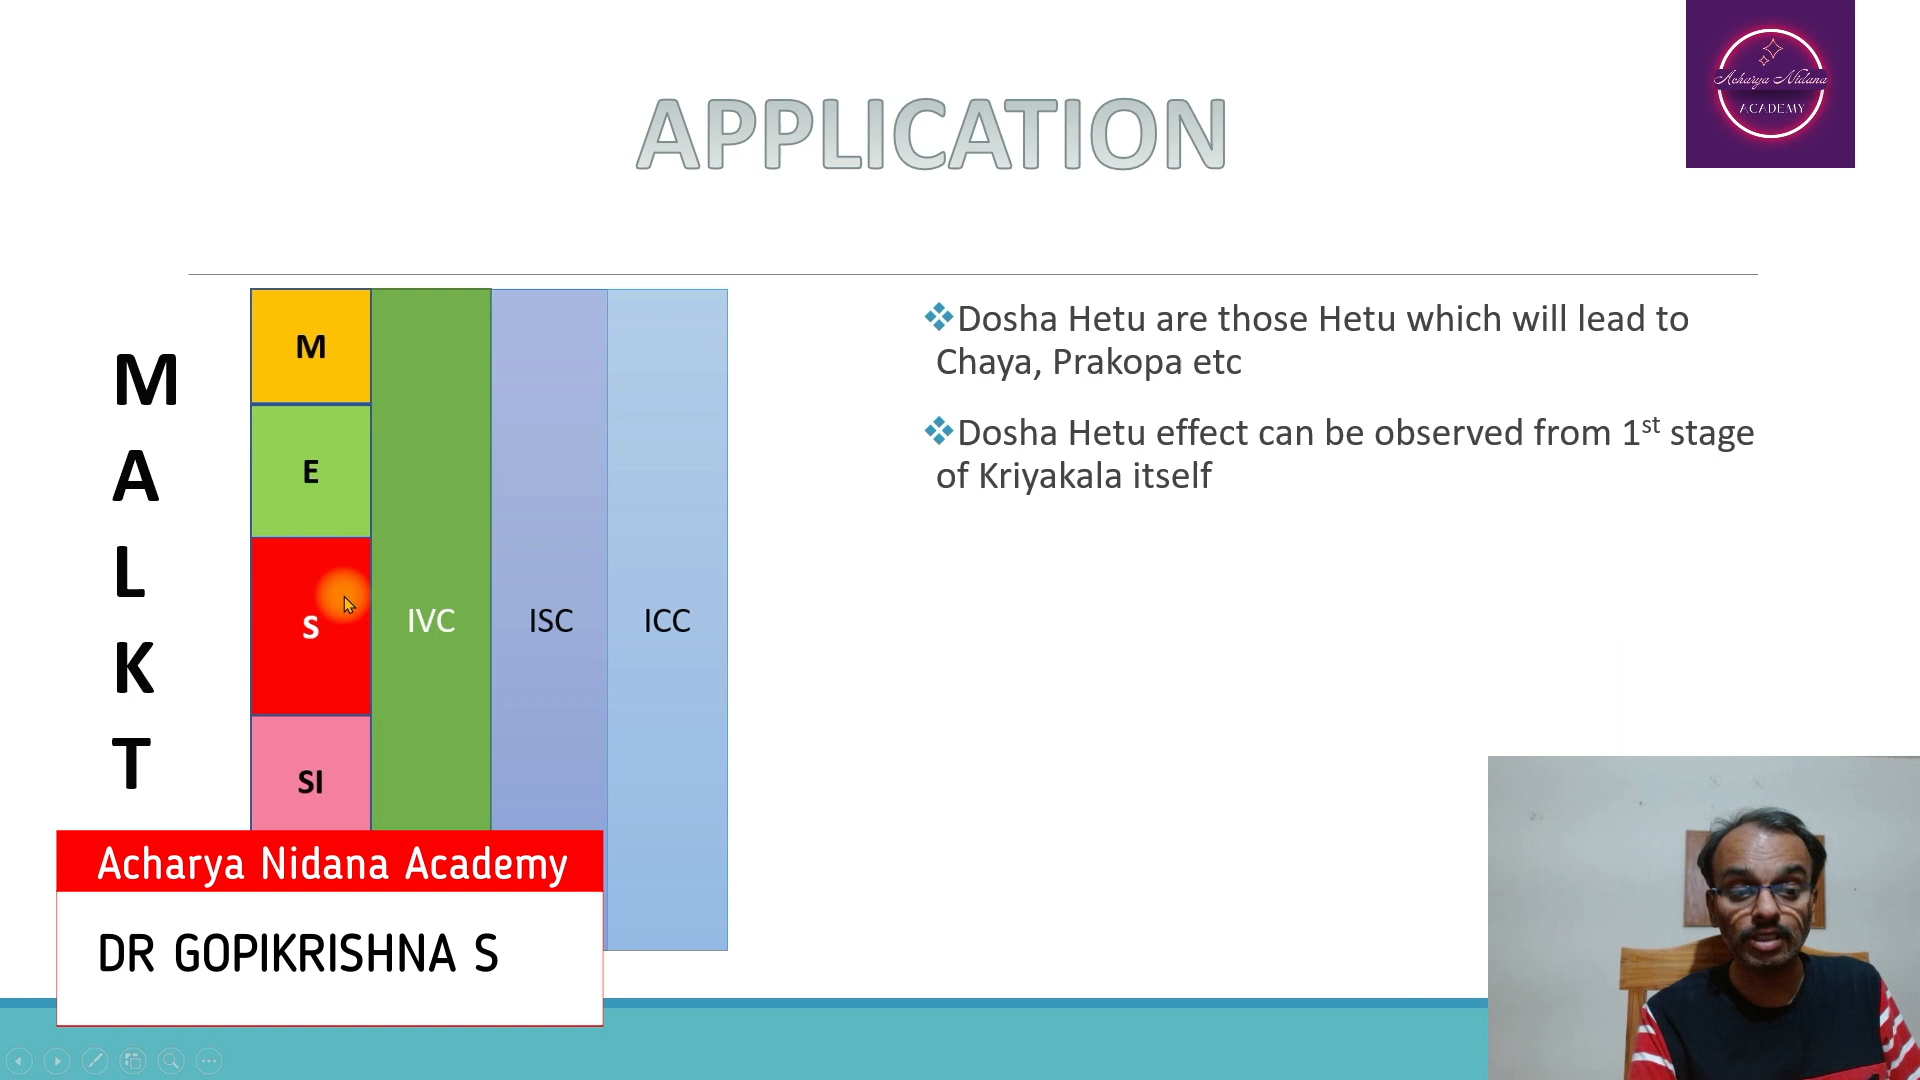 Acharya Nidana
ACADEMY
APPLICATION
M
A
L
K
T
M
E
S
SI
IVC
ISC
ICC
Dosha Hetu are those Hetu which will lead to
Chaya, Prakopa etc
Dosha Hetu effect can be observed from 1st stage
of Kriyakala itself
Acharya Nidana Academy
DR GOPIKRISHNA S